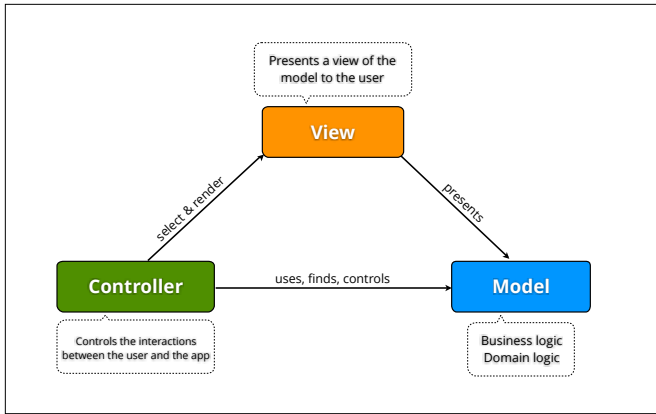 Presents a view of the
model to the user
View
select & render
presents
Controller
uses, finds, controls
Model
Controls the interactions
between the user and the app
Business logic
Domain logic